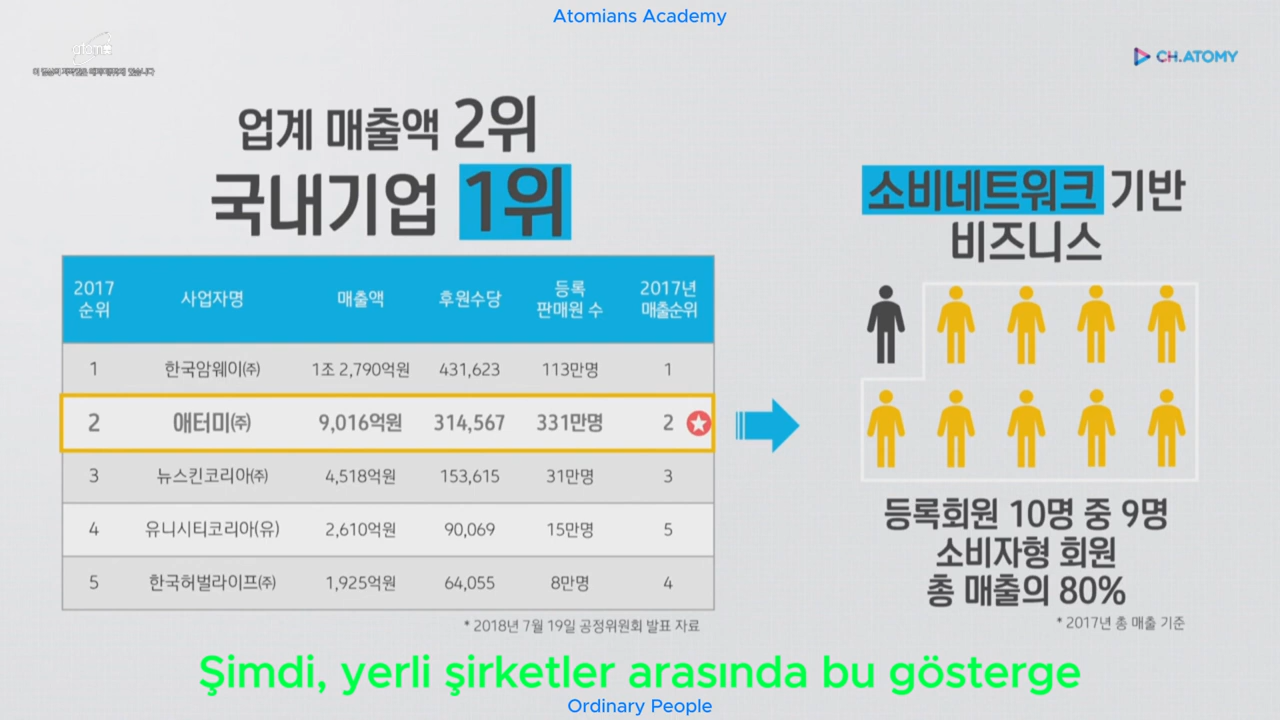 Atomians Academy
atom
CH.ATOMY
업계 매출액 2위
국내기업 1위
소비네트워크 기반
비즈니스
2017 순위 사업자명 매출액 후원수당 등록 판매원 수 2017년 매출순위
1 한국암웨이㈜ 1조 2,790억원 431,623 113만명 1
2 애터미㈜ 9,016억원 314,567 331만명 2
3 뉴스킨코리아㈜ 4,518억원 153,615 31만명 3
4 유니시티코리아(유) 2,610억원 90,069 15만명 5
5 한국허벌라이프㈜ 1,925억원 64,055 8만명 4
* 2018년 7월 19일 공정위원회 발표 자료
등록회원 10명 중 9명
소비자형 회원
총 매출의 80%
* 2017년 총 매출 기준
Şimdi, yerli şirketler arasında bu gösterge
Ordinary People